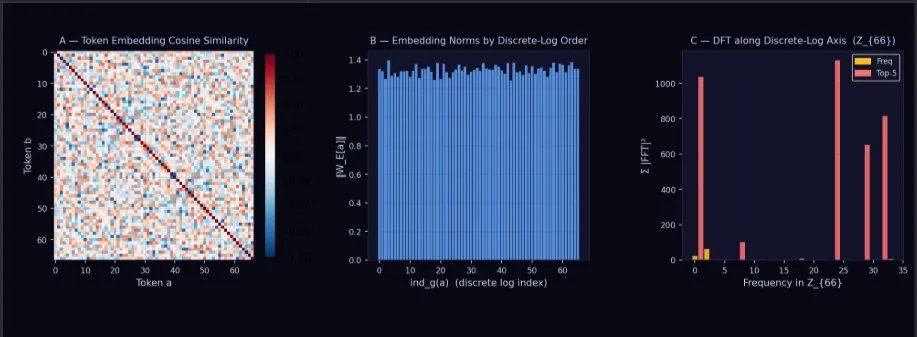 A — Token Embedding Cosine Similarity
0
10
20
30
40
50
60
Token b
0 10 20 30 40 50 60
Token a
B — Embedding Norms by Discrete-Log Order
1.4
1.2
1.0
0.8
0.6
0.4
0.2
0.0
‖W_E[a]‖
0 10 20 30 40 50 60
ind_g(a) (discrete log index)
C — DFT along Discrete-Log Axis (Z_{66})
Freq
Top-5
1000
800
600
400
200
0
Σ |FFT|²
0 5 10 15 20 25 30 35
Frequency in Z_{66}